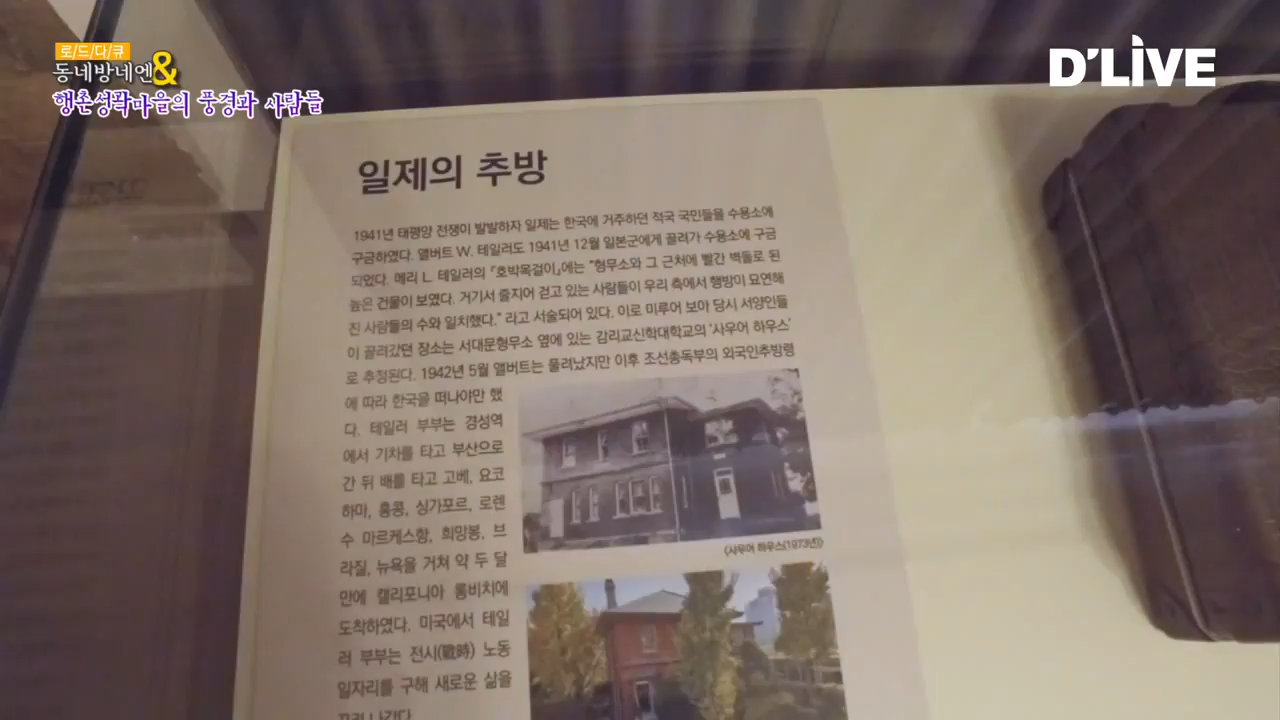 로/드/다/큐
동네방네엔&
행촌성곽마을의 풍경과 사람들
D'LIVE
일제의 추방
1941년 태평양 전쟁이 발발하자 일제는 한국에 거주하던 적국 국민들을 수용소에
구금하였다. 앨버트 W. 테일러도 1941년 12월 일본군에게 끌려가 수용소에 구금
되었다. 메리 L. 테일러의 『호박목걸이』에는 "형무소와 그 근처에 빨간 벽돌로 된
높은 건물이 보였다. 거기서 줄지어 걷고 있는 사람들이 우리 측에서 행방이 묘연해
진 사람들의 수와 일치했다." 라고 서술되어 있다. 이로 미루어 보아 당시 서양인들
이 끌려갔던 장소는 서대문형무소 옆에 있는 감리교신학대학교의 '사우어 하우스'
로 추정된다. 1942년 5월 앨버트는 풀려났지만 이후 조선총독부의 외국인추방령
에 따라 한국을 떠나야만 했
다. 테일러 부부는 경성역
에서 기차를 타고 부산으로
간 뒤 배를 타고 고베, 요코
하마, 홍콩, 싱가포르, 로렌
수 마르케스항, 희망봉, 브
라질, 뉴욕을 거쳐 약 두 달
만에 캘리포니아 롱비치에
도착하였다. 미국에서 테일
러 부부는 전시(戰時) 노동
일자리를 구해 새로운 삶을
꾸려 나갔다.
<사우어 하우스(1973년)>